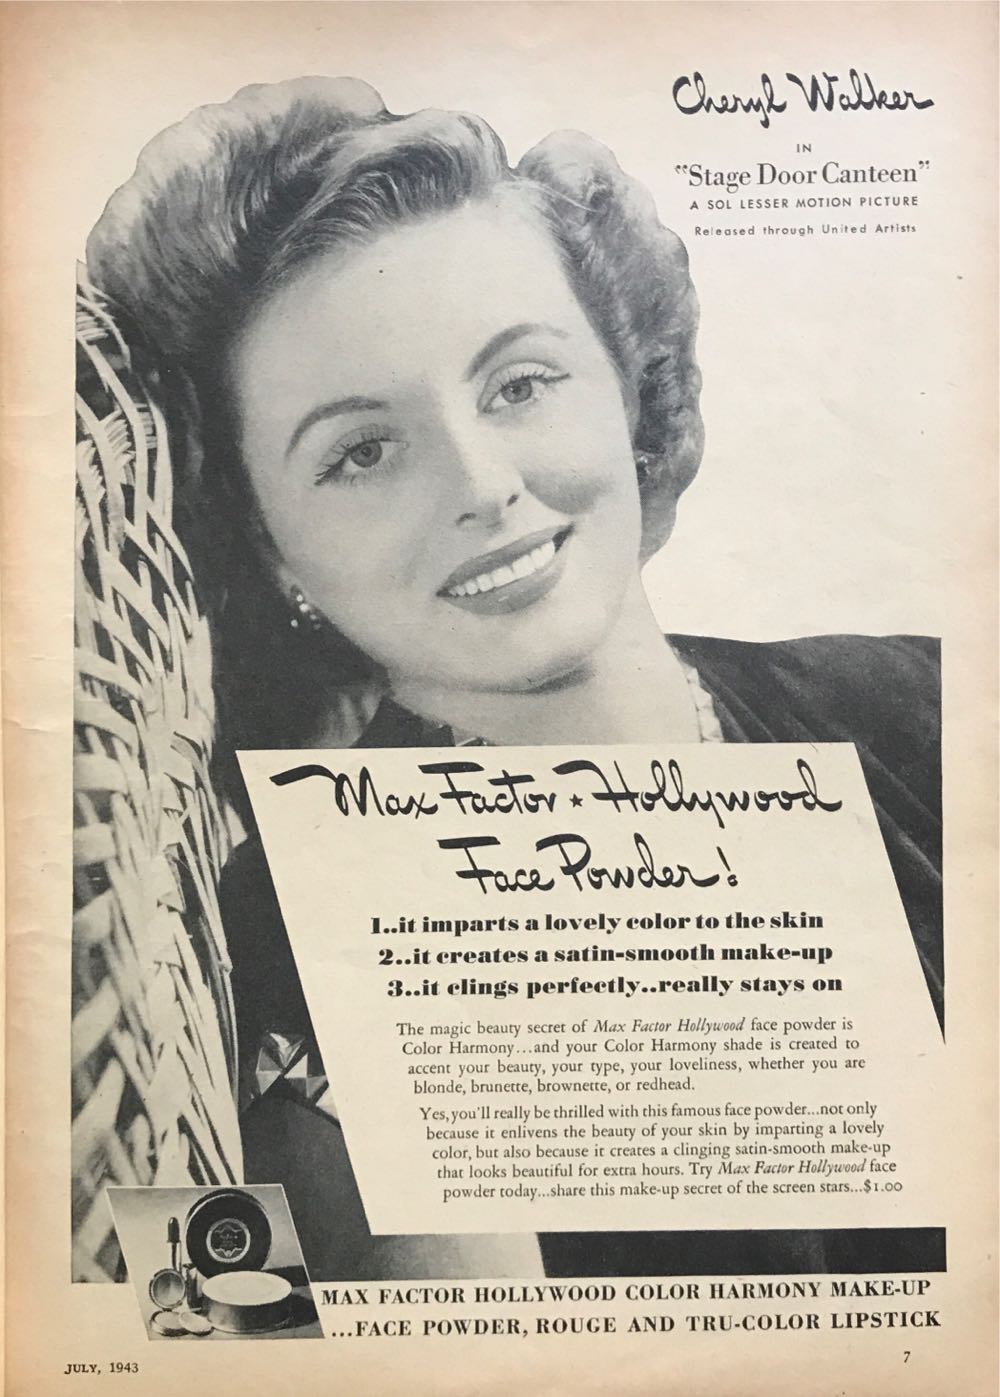 Cheryl Walker
IN
"Stage Door Canteen"
A SOL LESSER MOTION PICTURE
Released through United Artists
Max Factor ★ Hollywood
Face Powder!
1..it imparts a lovely color to the skin
2..it creates a satin-smooth make-up
3..it clings perfectly..really stays on
The magic beauty secret of Max Factor Hollywood face powder is
Color Harmony...and your Color Harmony shade is created to
accent your beauty, your type, your loveliness, whether you are
blonde, brunette, brownette, or redhead.
Yes, you'll really be thrilled with this famous face powder...not only
because it enlivens the beauty of your skin by imparting a lovely
color, but also because it creates a clinging satin-smooth make-up
that looks beautiful for extra hours. Try Max Factor Hollywood face
powder today...share this make-up secret of the screen stars...$1.00
MAX FACTOR HOLLYWOOD COLOR HARMONY MAKE-UP
...FACE POWDER, ROUGE AND TRU-COLOR LIPSTICK
JULY, 1943
7